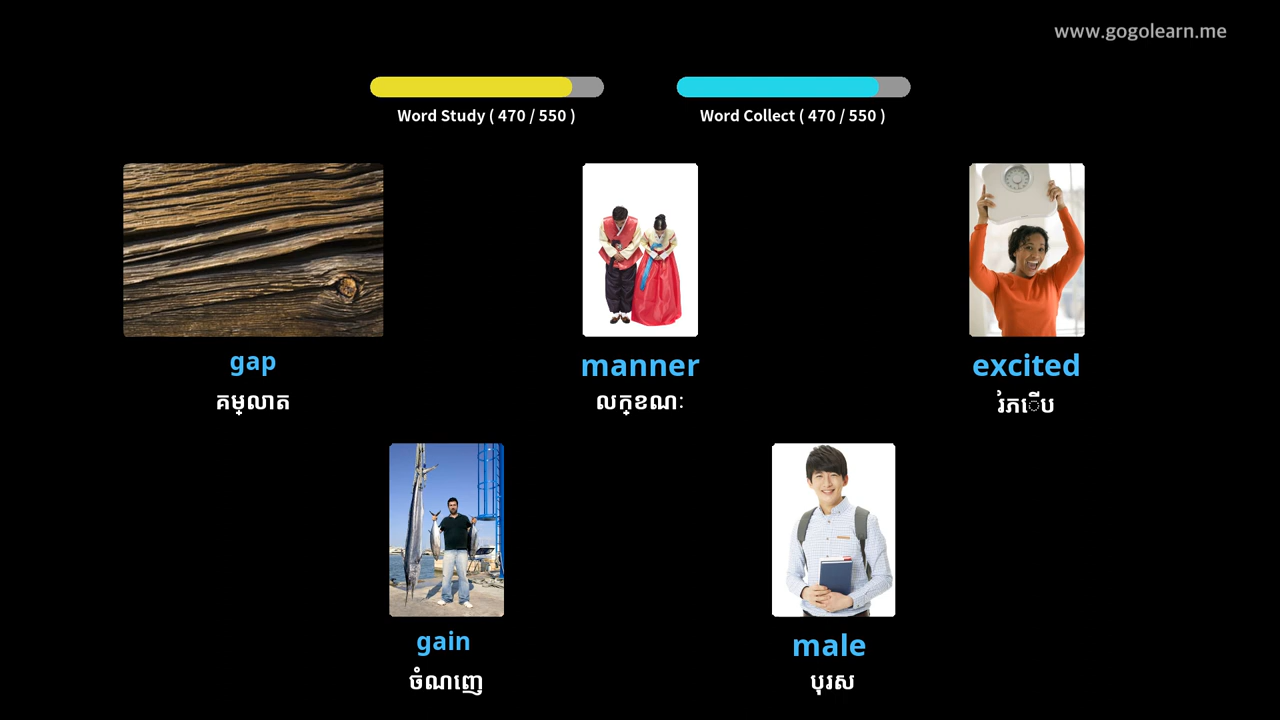 www.gogolearn.me
Word Study ( 470 / 550 )
Word Collect ( 470 / 550 )
gap
គម្លាត
manner
លក្ខណៈ
excited
រំភើប
gain
ចំណេញ
male
បុរស